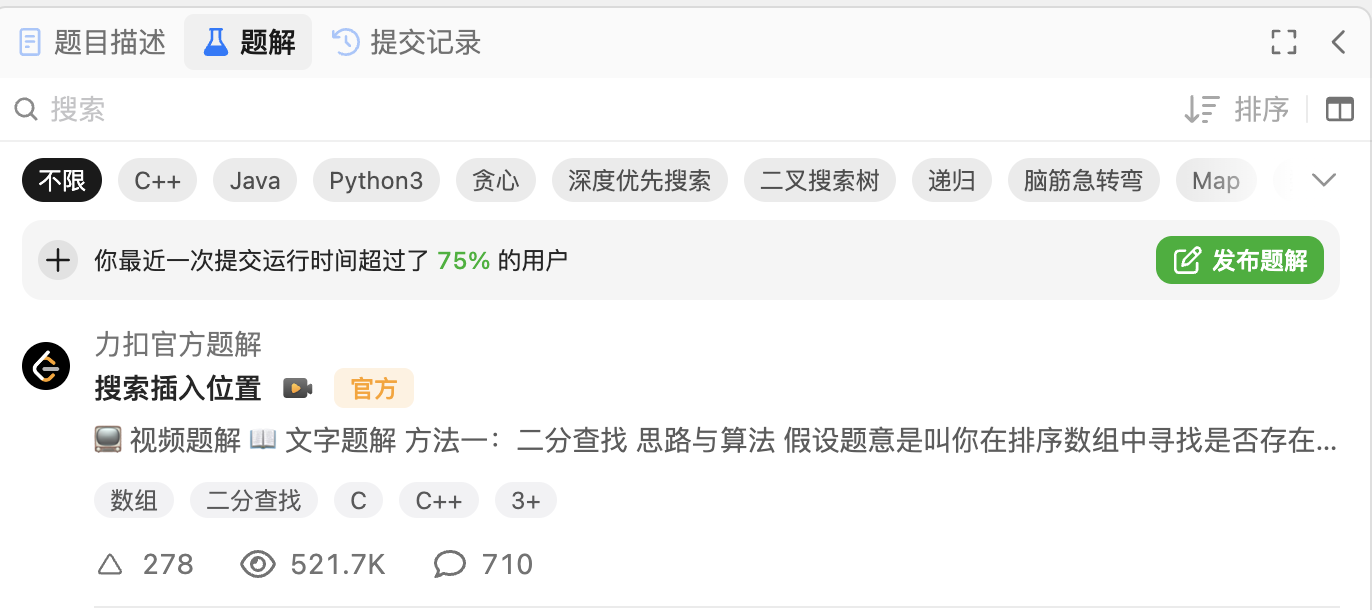 题目描述 题解 提交记录
搜索 排序
不限 C++ Java Python3 贪心 深度优先搜索 二叉搜索树 递归 脑筋急转弯 Map
你最近一次提交运行时间超过了 75% 的用户 发布题解
力扣官方题解
搜索插入位置 官方
📺 视频题解 📖 文字题解 方法一：二分查找 思路与算法 假设题意是叫你在排序数组中寻找是否存在...
数组 二分查找 C C++ 3+
278 521.7K 710